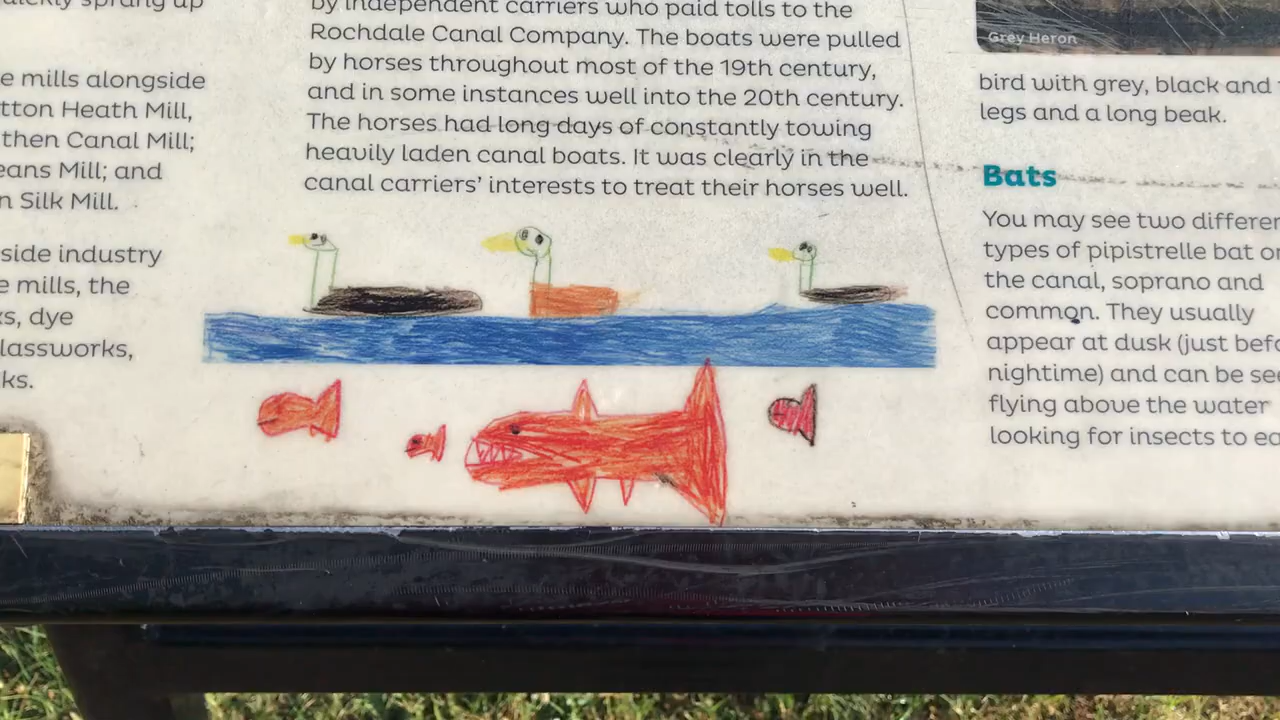 sprang up
e mills alongside
tton Heath Mill,
then Canal Mill;
eans Mill; and
n Silk Mill.
side industry
e mills, the
ks, dye
lassworks,
ks.
by independent carriers who paid tolls to the
Rochdale Canal Company. The boats were pulled
by horses throughout most of the 19th century,
and in some instances well into the 20th century.
The horses had long days of constantly towing
heavily laden canal boats. It was clearly in the
canal carriers' interests to treat their horses well.
Grey Heron
bird with grey, black and
legs and a long beak.
Bats
You may see two differen
types of pipistrelle bat o
the canal, soprano and
common. They usually
appear at dusk (just befo
nightime) and can be see
flying above the water
looking for insects to ea